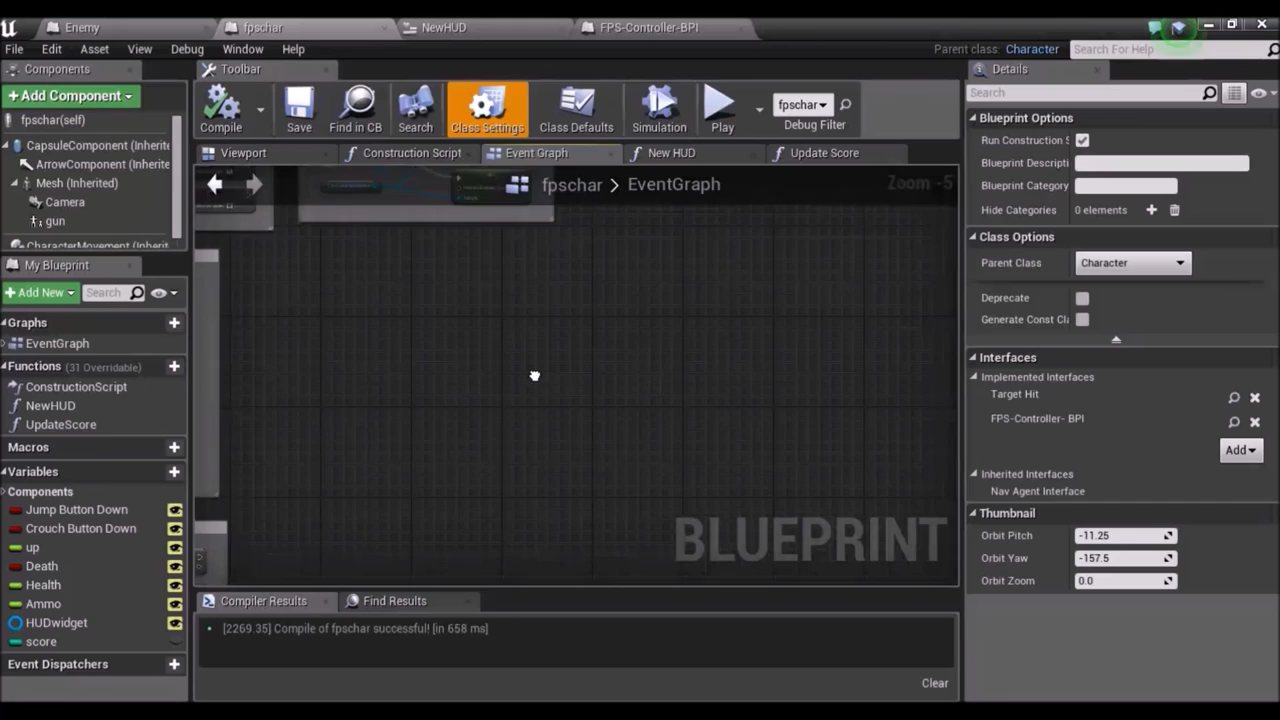 Enemy
fpschar
NewHUD
FPS-Controller-BPI
File Edit Asset View Debug Window Help
Parent class: Character
Search For Help
Components
Toolbar
Details
+Add Component
Compile
Save
Find in CB
Search
Class Settings
Class Defaults
Simulation
Play
fpschar
Debug Filter
Search
fpschar(self)
CapsuleComponent (Inherite
ArrowComponent (Inherite
Mesh (Inherited)
Camera
gun
CharacterMovement (Inherit
Viewport
Construction Script
Event Graph
New HUD
Update Score
fpschar > EventGraph
Zoom -5
BLUEPRINT
My Blueprint
+Add New
Search
Graphs
EventGraph
Functions (31 Overridable)
ConstructionScript
NewHUD
UpdateScore
Macros
Variables
Components
Jump Button Down
Crouch Button Down
up
Death
Health
Ammo
HUDwidget
score
Event Dispatchers
Compiler Results
Find Results
[2269.35] Compile of fpschar successful! [in 658 ms]
Clear
Blueprint Options
Run Construction S
Blueprint Descripti
Blueprint Category
Hide Categories 0 elements
Class Options
Parent Class Character
Deprecate
Generate Const Cla
Interfaces
Implemented Interfaces
Target Hit
FPS-Controller- BPI
Add
Inherited Interfaces
Nav Agent Interface
Thumbnail
Orbit Pitch -11.25
Orbit Yaw -157.5
Orbit Zoom 0.0